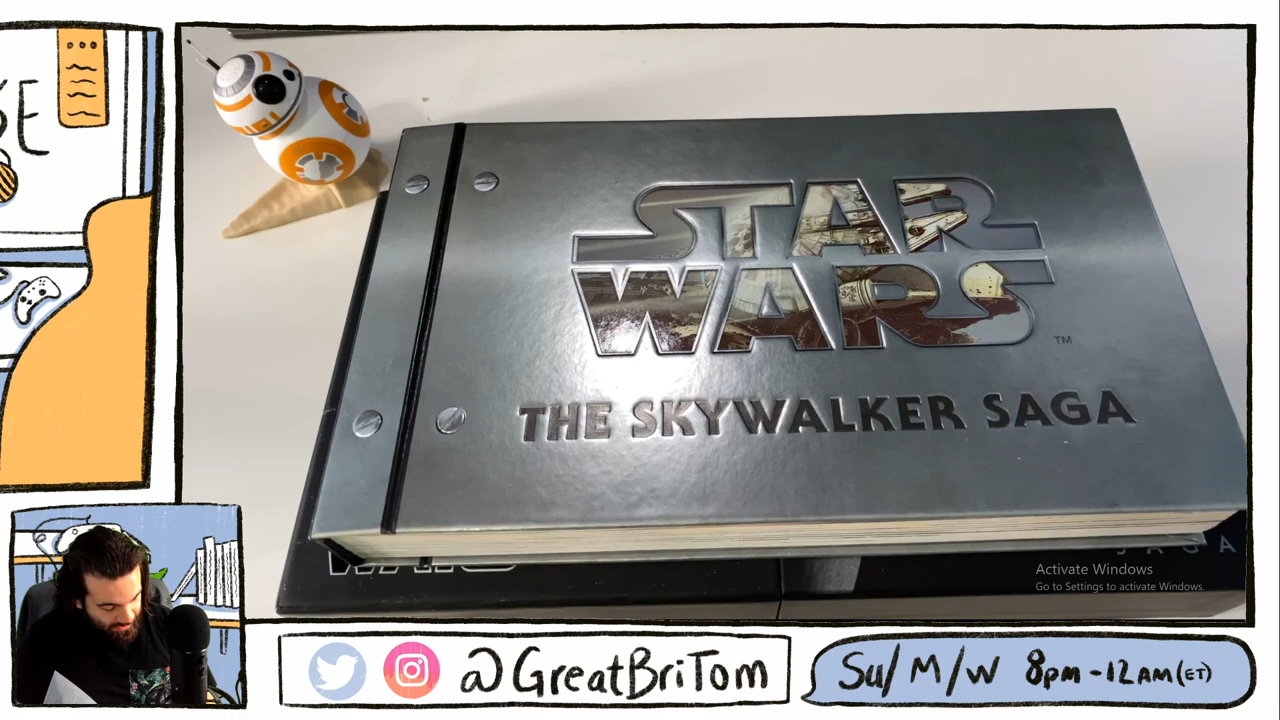 STAR
WARS
TM
THE SKYWALKER SAGA
SAGA
Activate Windows
Go to Settings to activate Windows.
@GreatBriTom
Su/M/W 8pm-12AM(ET)